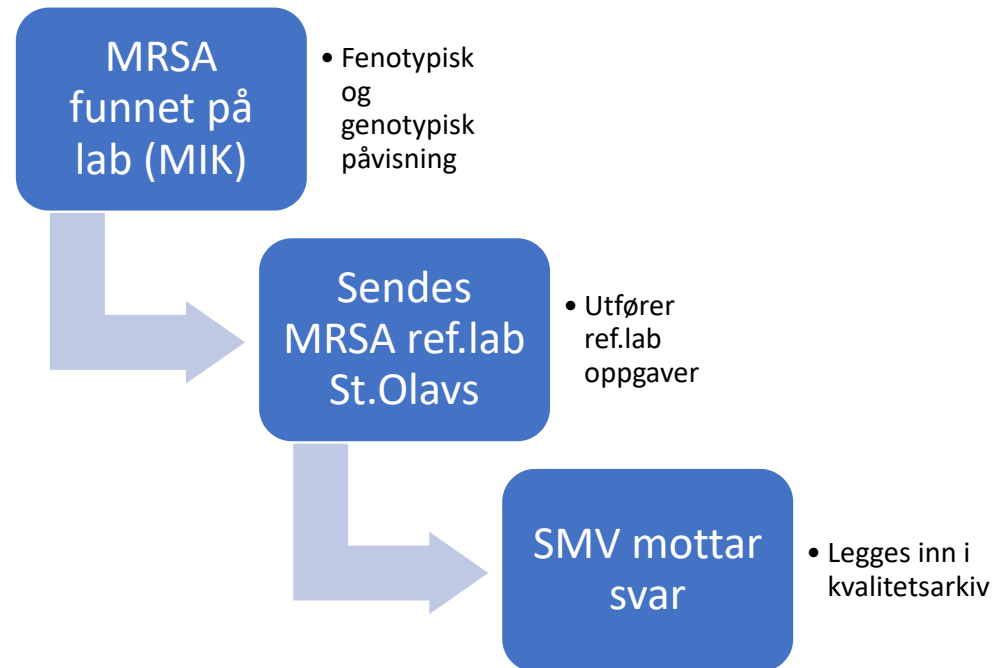 MRSA
funnet på
lab (MIK)
• Fenotypisk
og
genotypisk
påvisning
Sendes
MRSA ref.lab
St.Olavs
• Utfører
ref.lab
oppgaver
SMV mottar
svar
• Legges inn i
kvalitetsarkiv